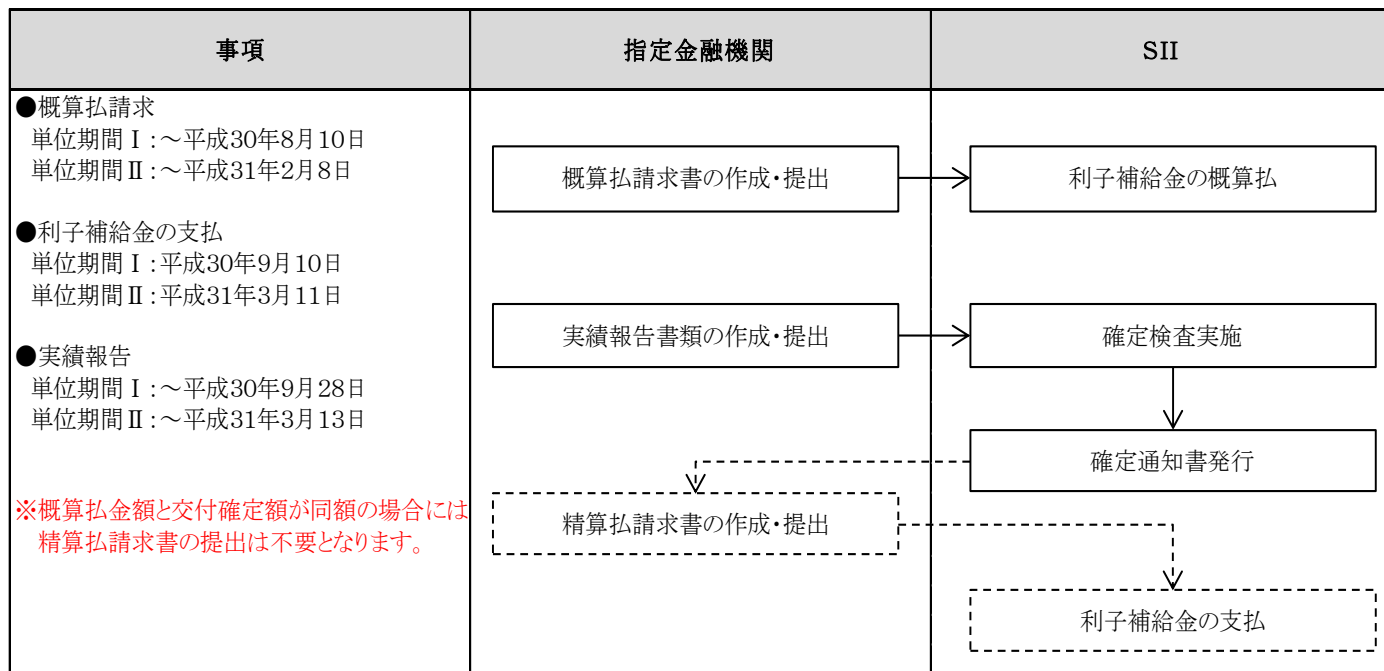 事項
指定金融機関
SII
●概算払請求
単位期間Ⅰ:～平成30年8月10日
単位期間Ⅱ:～平成31年2月8日
●利子補給金の支払
単位期間Ⅰ:平成30年9月10日
単位期間Ⅱ:平成31年3月11日
●実績報告
単位期間Ⅰ:～平成30年9月28日
単位期間Ⅱ:～平成31年3月13日
※概算払金額と交付確定額が同額の場合には
精算払請求書の提出は不要となります。
概算払請求書の作成・提出
利子補給金の概算払
実績報告書類の作成・提出
確定検査実施
確定通知書発行
精算払請求書の作成・提出
利子補給金の支払